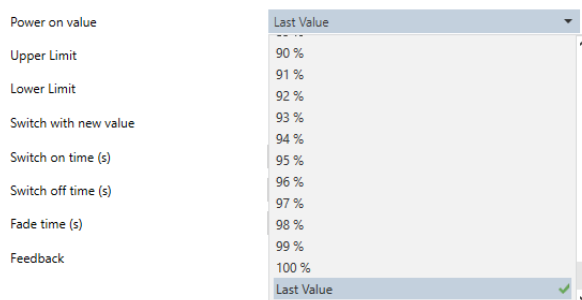 Power on value
Last Value
Upper Limit
Lower Limit
Switch with new value
Switch on time (s)
Switch off time (s)
Fade time (s)
Feedback
90 %
91 %
92 %
93 %
94 %
95 %
96 %
97 %
98 %
99 %
100 %
Last Value